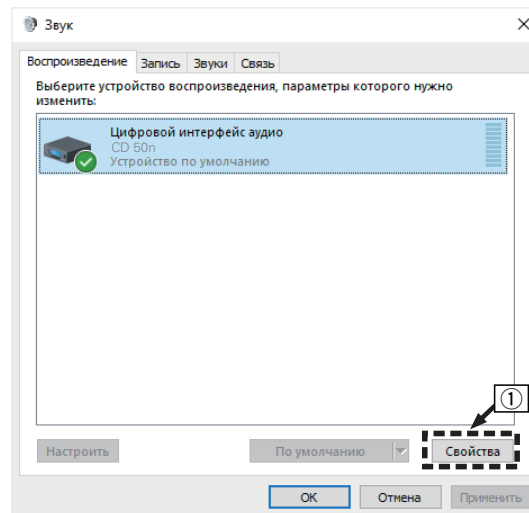 Звук
Воспроизведение Запись Звуки Связь
Выберите устройство воспроизведения, параметры которого нужно
изменить:
Цифровой интерфейс аудио
CD 50n
Устройство по умолчанию
①
Настроить По умолчанию Свойства
OK Отмена Применить